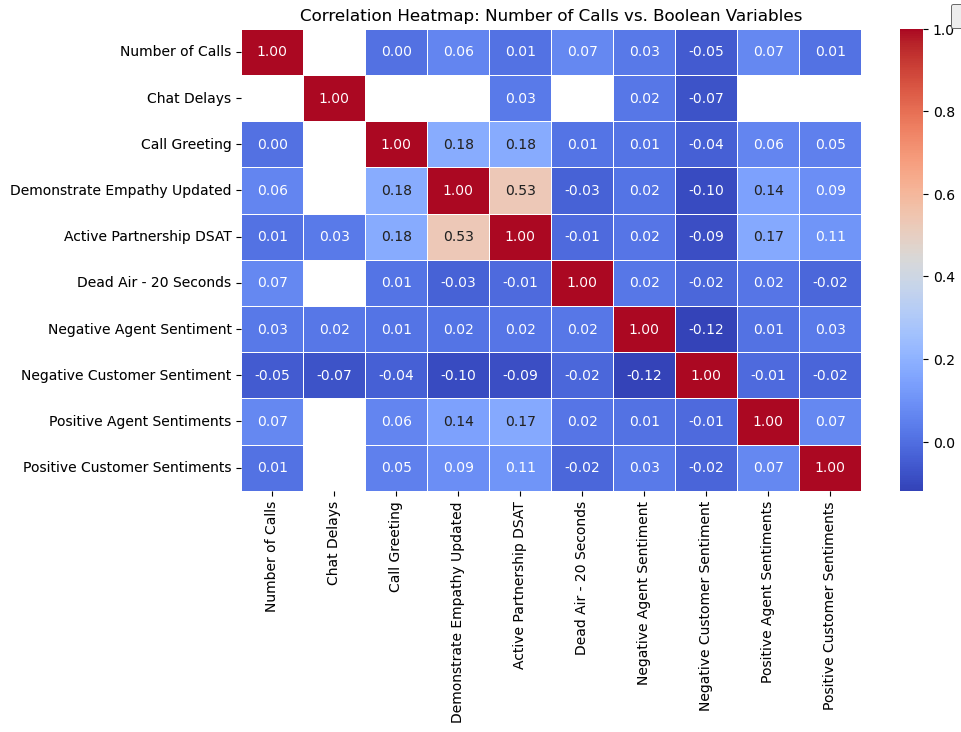 Correlation Heatmap: Number of Calls vs. Boolean Variables
Number of Calls 1.00 0.00 0.06 0.01 0.07 0.03 -0.05 0.07 0.01
Chat Delays 1.00 0.03 0.02 -0.07
Call Greeting 0.00 1.00 0.18 0.18 0.01 0.01 -0.04 0.06 0.05
Demonstrate Empathy Updated 0.06 0.18 1.00 0.53 -0.03 0.02 -0.10 0.14 0.09
Active Partnership DSAT 0.01 0.03 0.18 0.53 1.00 -0.01 0.02 -0.09 0.17 0.11
Dead Air - 20 Seconds 0.07 0.01 -0.03 -0.01 1.00 0.02 -0.02 0.02 -0.02
Negative Agent Sentiment 0.03 0.02 0.01 0.02 0.02 0.02 1.00 -0.12 0.01 0.03
Negative Customer Sentiment -0.05 -0.07 -0.04 -0.10 -0.09 -0.02 -0.12 1.00 -0.01 -0.02
Positive Agent Sentiments 0.07 0.06 0.14 0.17 0.02 0.01 -0.01 1.00 0.07
Positive Customer Sentiments 0.01 0.05 0.09 0.11 -0.02 0.03 -0.02 0.07 1.00
Number of Calls
Chat Delays
Call Greeting
Demonstrate Empathy Updated
Active Partnership DSAT
Dead Air - 20 Seconds
Negative Agent Sentiment
Negative Customer Sentiment
Positive Agent Sentiments
Positive Customer Sentiments
1.0
0.8
0.6
0.4
0.2
0.0